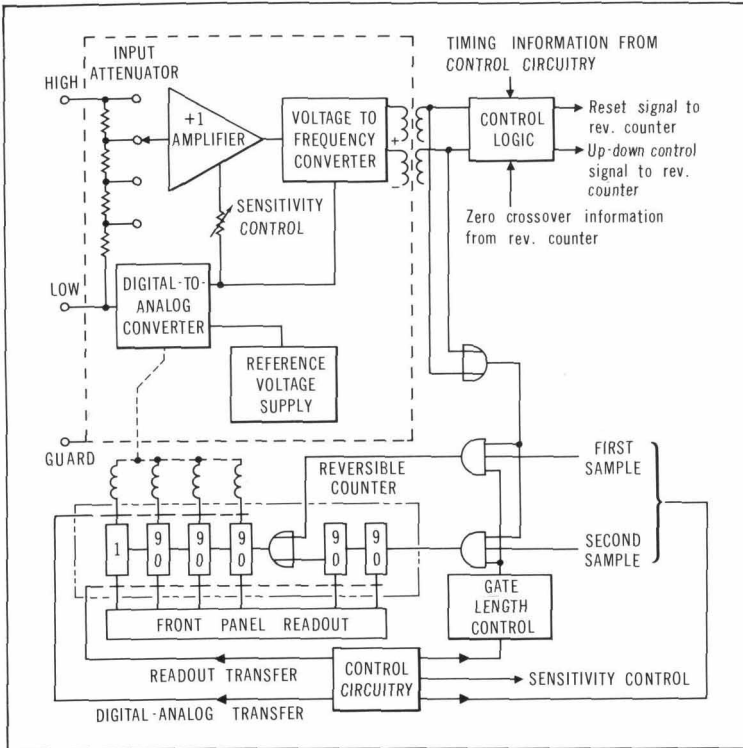 INPUT
ATTENUATOR
HIGH
+1
AMPLIFIER
VOLTAGE TO
FREQUENCY
CONVERTER
+
−
TIMING INFORMATION FROM
CONTROL CIRCUITRY
CONTROL
LOGIC
Reset signal to
rev. counter
Up-down control
signal to rev.
counter
Zero crossover information
from rev. counter
SENSITIVITY
CONTROL
LOW
DIGITAL-TO-
ANALOG
CONVERTER
REFERENCE
VOLTAGE
SUPPLY
GUARD
REVERSIBLE
COUNTER
FIRST
SAMPLE
SECOND
SAMPLE
1
9
0
9
0
9
0
9
0
9
0
GATE
LENGTH
CONTROL
FRONT PANEL READOUT
READOUT TRANSFER
CONTROL
CIRCUITRY
SENSITIVITY CONTROL
DIGITAL-ANALOG TRANSFER